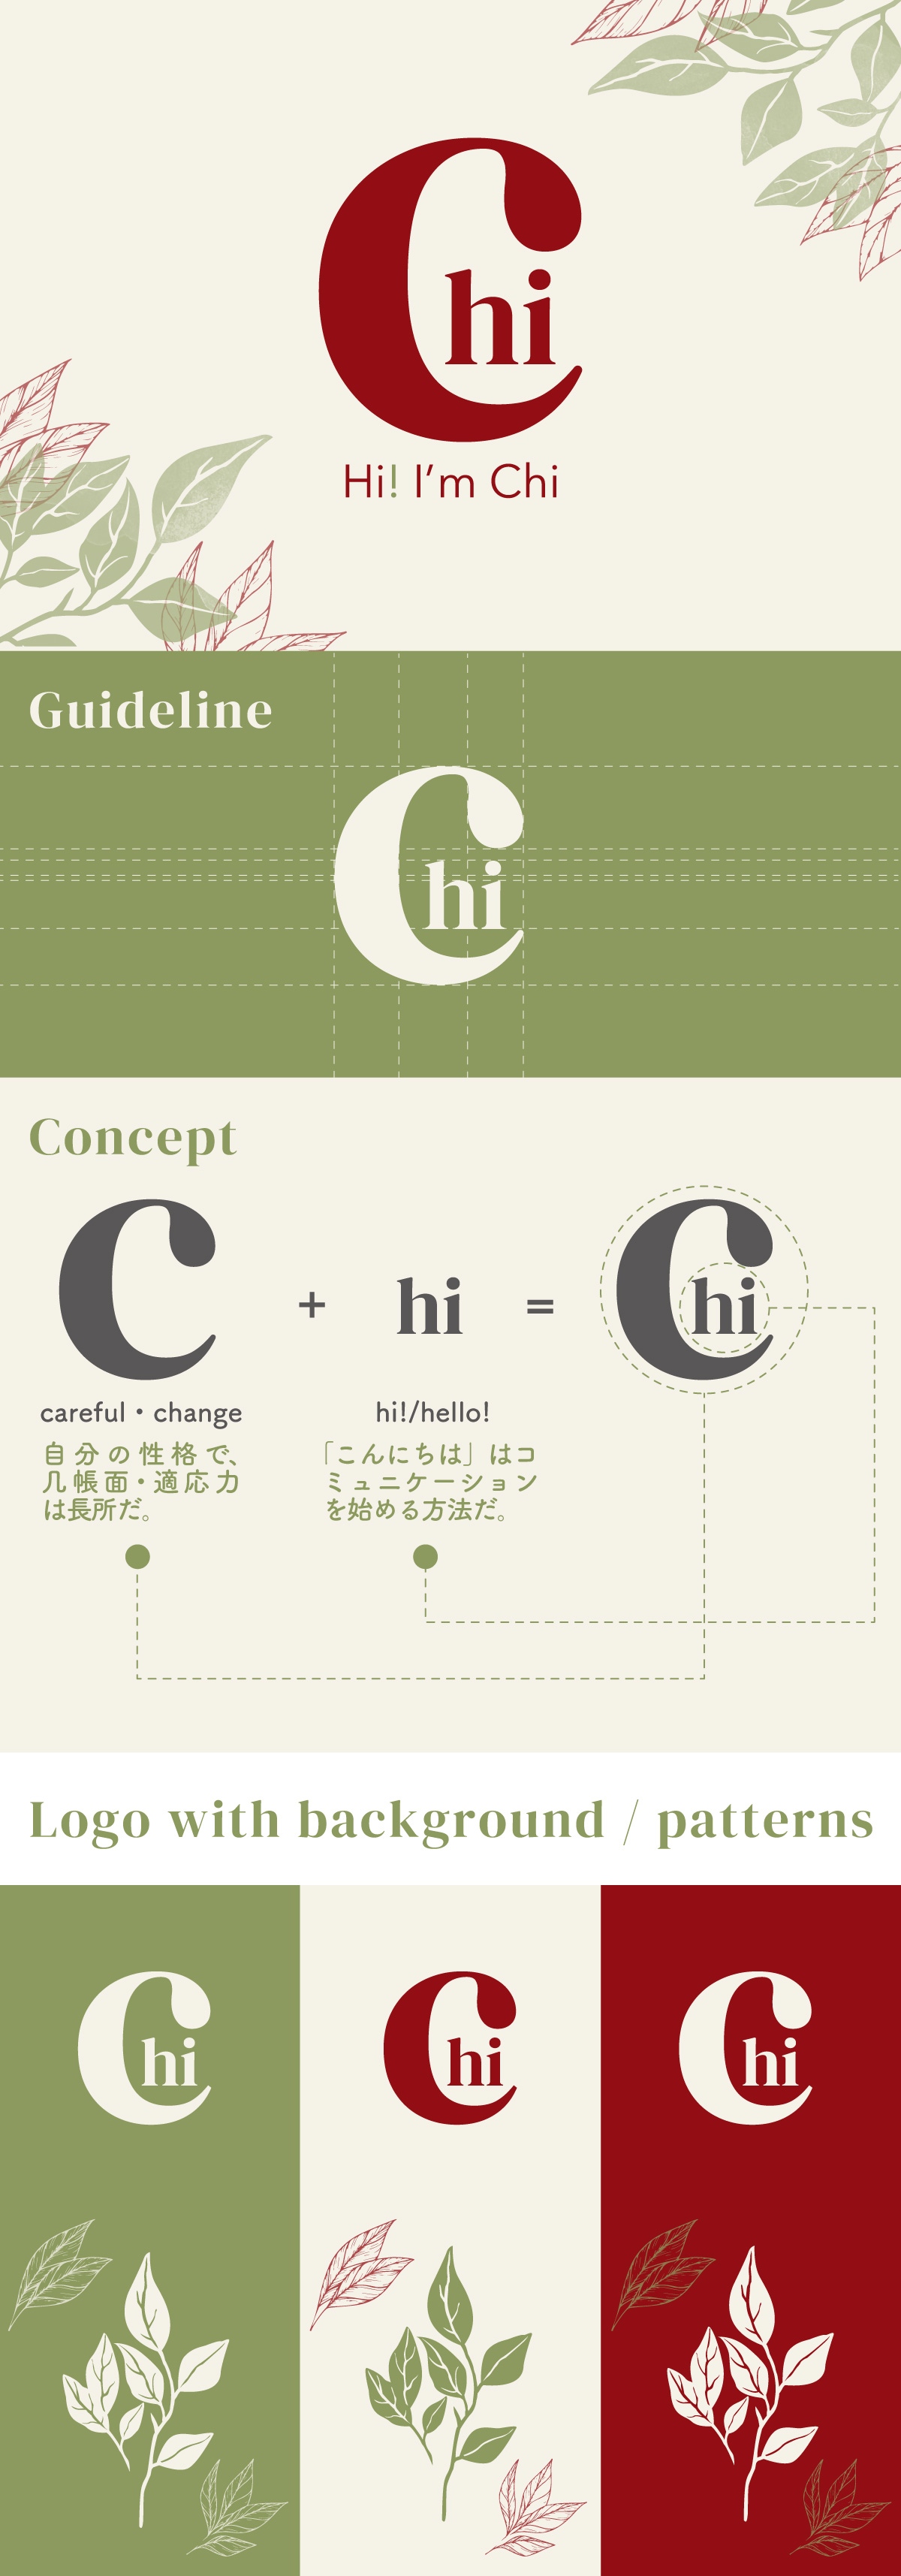 Chi
Hi! I’m Chi
Guideline
Chi
Concept
C + hi = Chi
careful・change
自分の性格で、
几帳面・適応力
は長所だ。
hi!/hello!
「こんにちは」はコ
ミュニケーション
を始める方法だ。
Logo with background / patterns
Chi
Chi
Chi